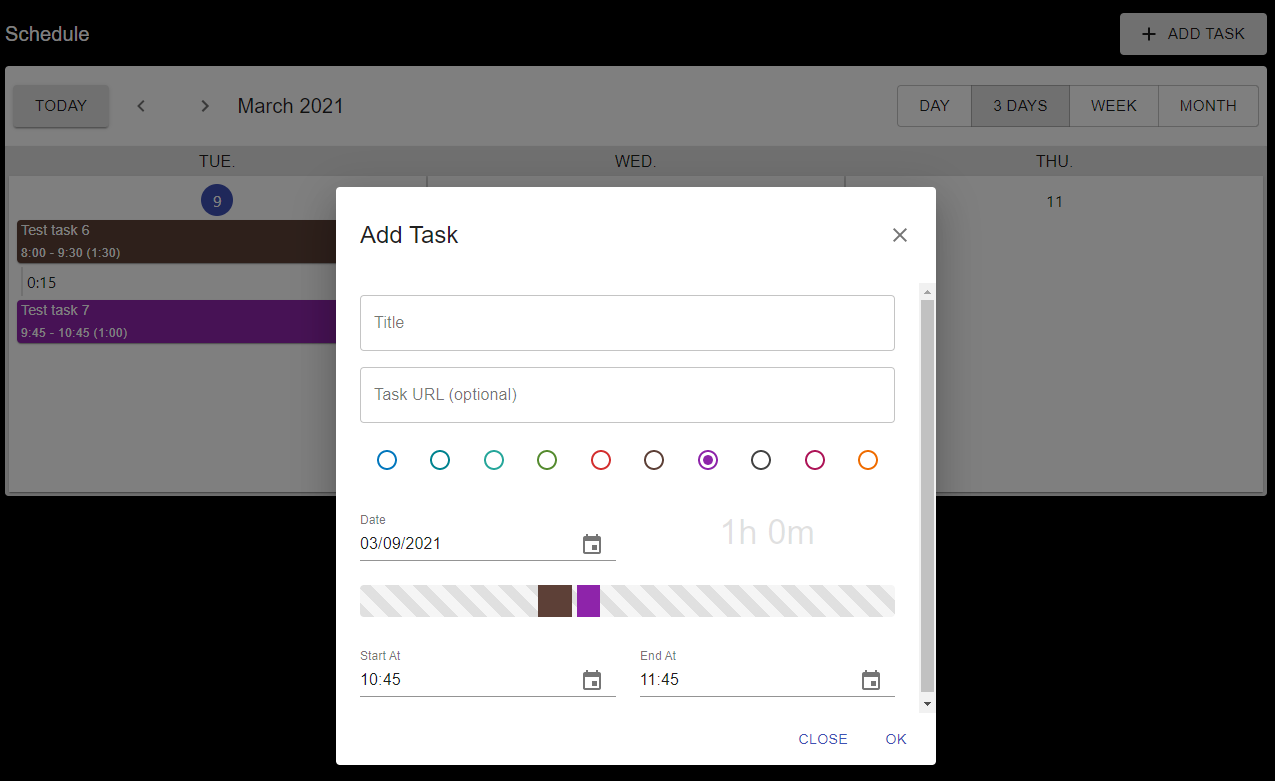 Schedule
ADD TASK
TODAY
March 2021
DAY
3 DAYS
WEEK
MONTH
TUE.
WED.
THU.
9
11
Test task 6
8:00 - 9:30 (1:30)
0:15
Test task 7
9:45 - 10:45 (1:00)
Add Task
Title
Task URL (optional)
Date
03/09/2021
1h 0m
Start At
10:45
End At
11:45
CLOSE
OK